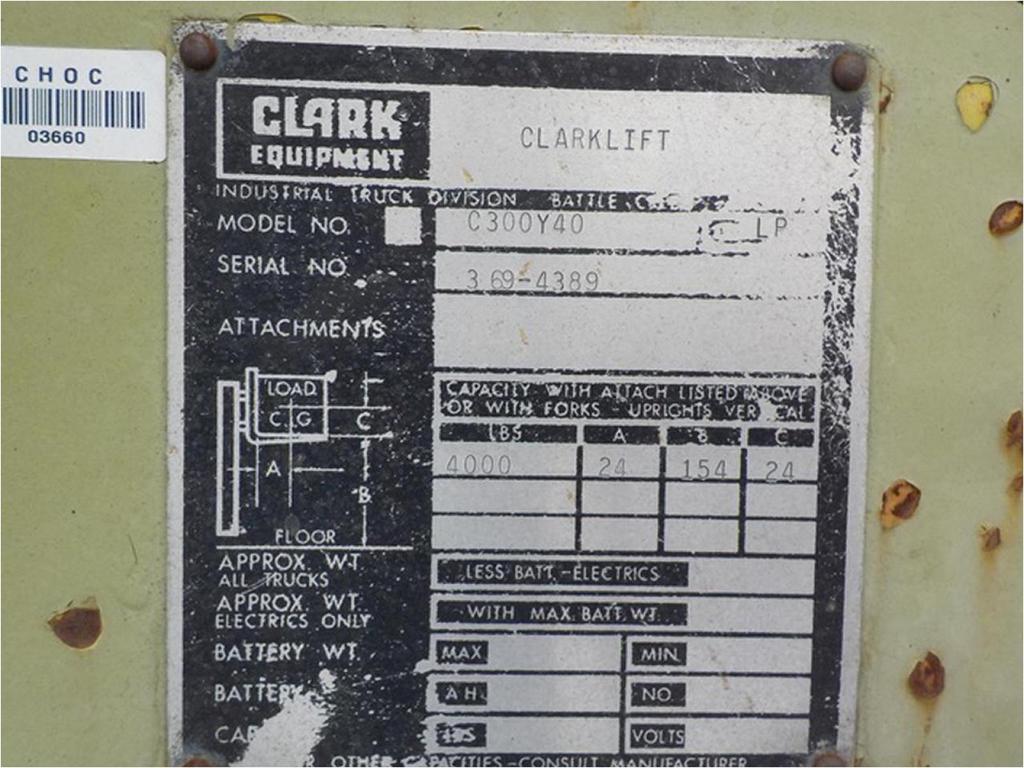 CHOC
03660
CLARK
EQUIPMENT
CLARKLIFT
INDUSTRIAL TRUCK DIVISION BATTLE
MODEL NO. C300Y40 LP
SERIAL NO. 369-4389
ATTACHMENTS
LOAD
C.G C
A
B
FLOOR
CAPACITY WITH ATTACH LISTED ABOVE
OR WITH FORKS - UPRIGHTS VERTICAL
LBS A B C
4000 24 154 24
APPROX. WT
ALL TRUCKS
LESS BATT.-ELECTRICS
APPROX. WT.
ELECTRICS ONLY
WITH MAX. BATT WT.
BATTERY WT. MAX MIN.
BATTERY A H. NO.
LBS VOLTS
OTHER CAPACITIES-CONSULT MANUFACTURER